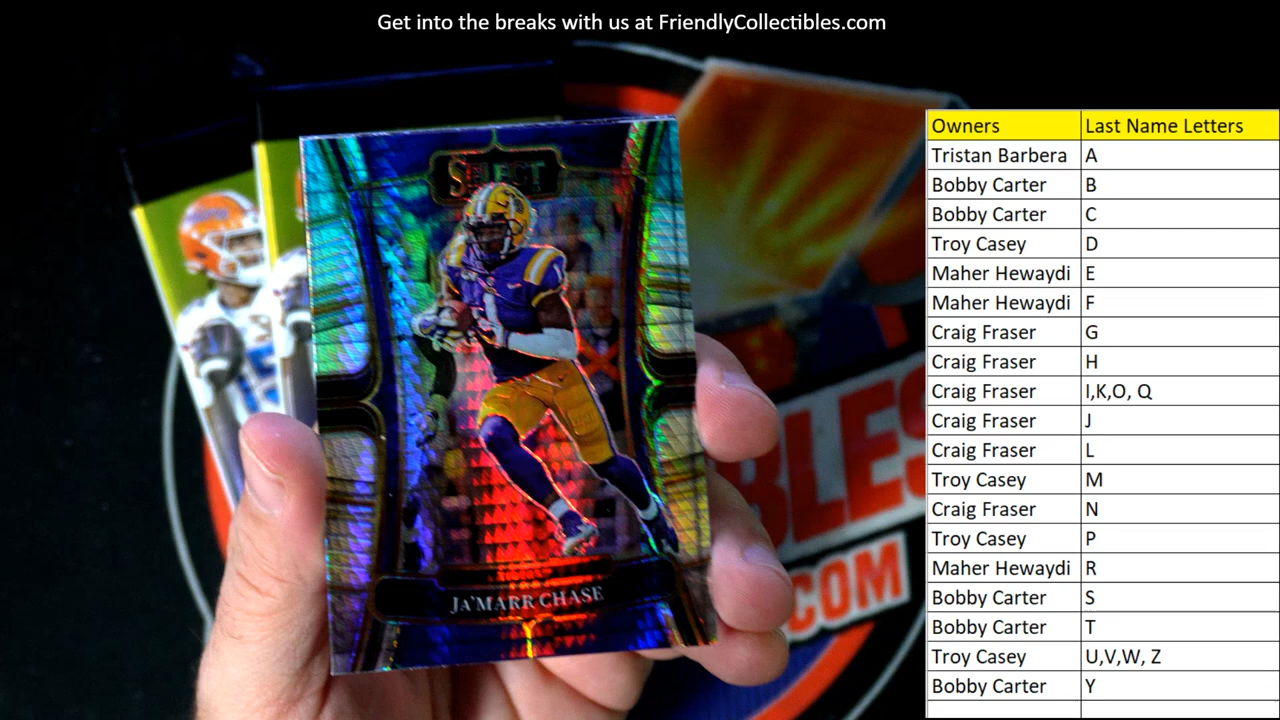 Get into the breaks with us at FriendlyCollectibles.com
SELECT
JA'MARR CHASE
BLES
.COM
Owners Last Name Letters
Tristan Barbera A
Bobby Carter B
Bobby Carter C
Troy Casey D
Maher Hewaydi E
Maher Hewaydi F
Craig Fraser G
Craig Fraser H
Craig Fraser I,K,O, Q
Craig Fraser J
Craig Fraser L
Troy Casey M
Craig Fraser N
Troy Casey P
Maher Hewaydi R
Bobby Carter S
Bobby Carter T
Troy Casey U,V,W, Z
Bobby Carter Y